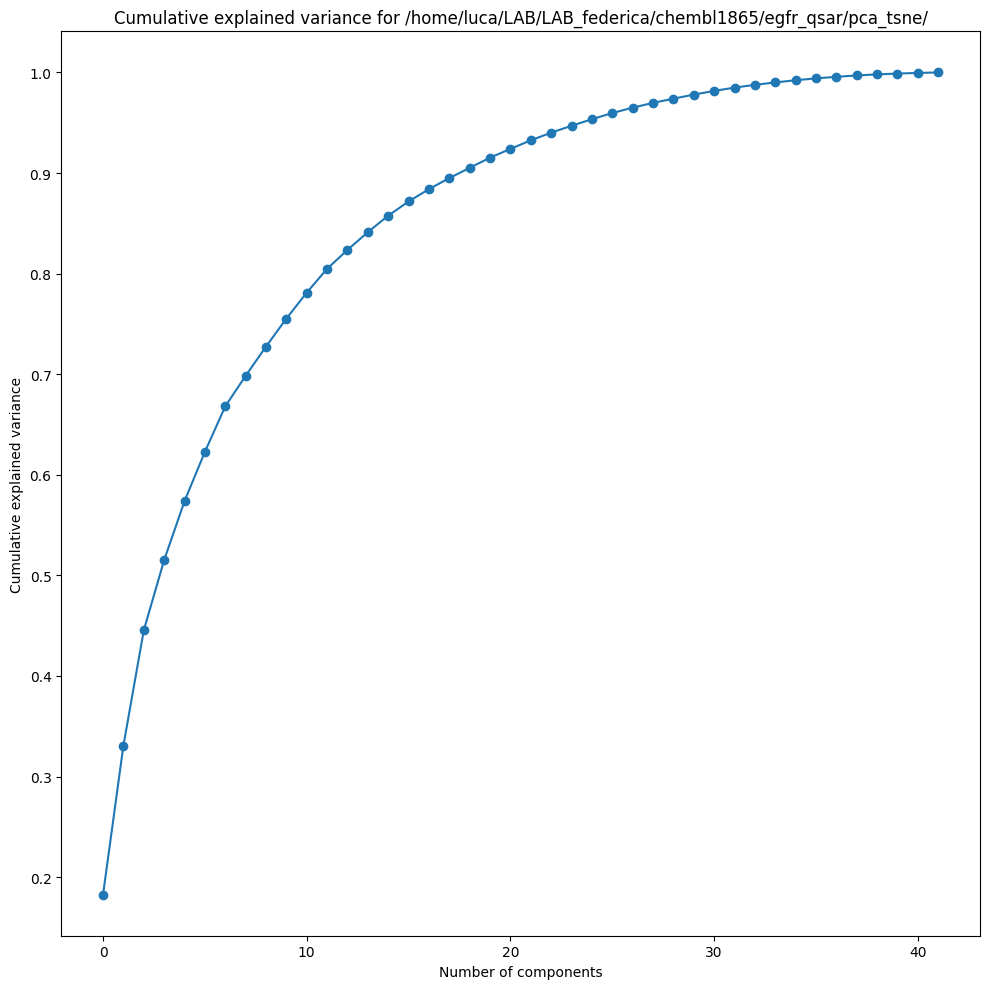 Cumulative explained variance for /home/luca/LAB/LAB_federica/chembl1865/egfr_qsar/pca_tsne/
1.0
0.9
0.8
0.7
0.6
0.5
0.4
0.3
0.2
Cumulative explained variance
0 10 20 30 40
Number of components